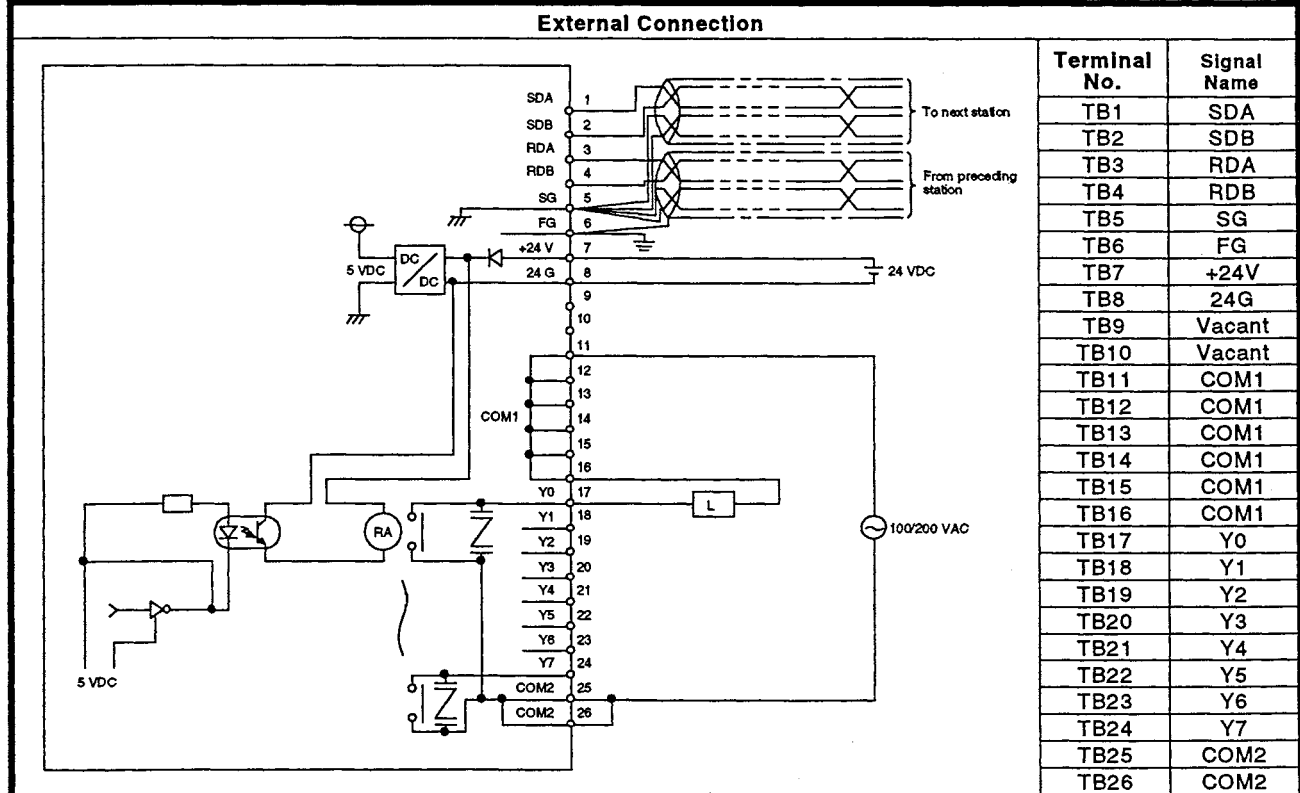 External Connection
SDA 1
SDB 2
RDA 3
RDB 4
SG 5
FG 6
+24 V 7
24 G 8
9
10
11
12
13
14
15
16
COM1
Y0 17
Y1 18
Y2 19
Y3 20
Y4 21
Y5 22
Y6 23
Y7 24
COM2 25
COM2 26
To next station
From preceding
station
5 VDC
DC
DC
24 VDC
L
100/200 VAC
RA
5 VDC
Terminal No. Signal Name
TB1 SDA
TB2 SDB
TB3 RDA
TB4 RDB
TB5 SG
TB6 FG
TB7 +24V
TB8 24G
TB9 Vacant
TB10 Vacant
TB11 COM1
TB12 COM1
TB13 COM1
TB14 COM1
TB15 COM1
TB16 COM1
TB17 Y0
TB18 Y1
TB19 Y2
TB20 Y3
TB21 Y4
TB22 Y5
TB23 Y6
TB24 Y7
TB25 COM2
TB26 COM2